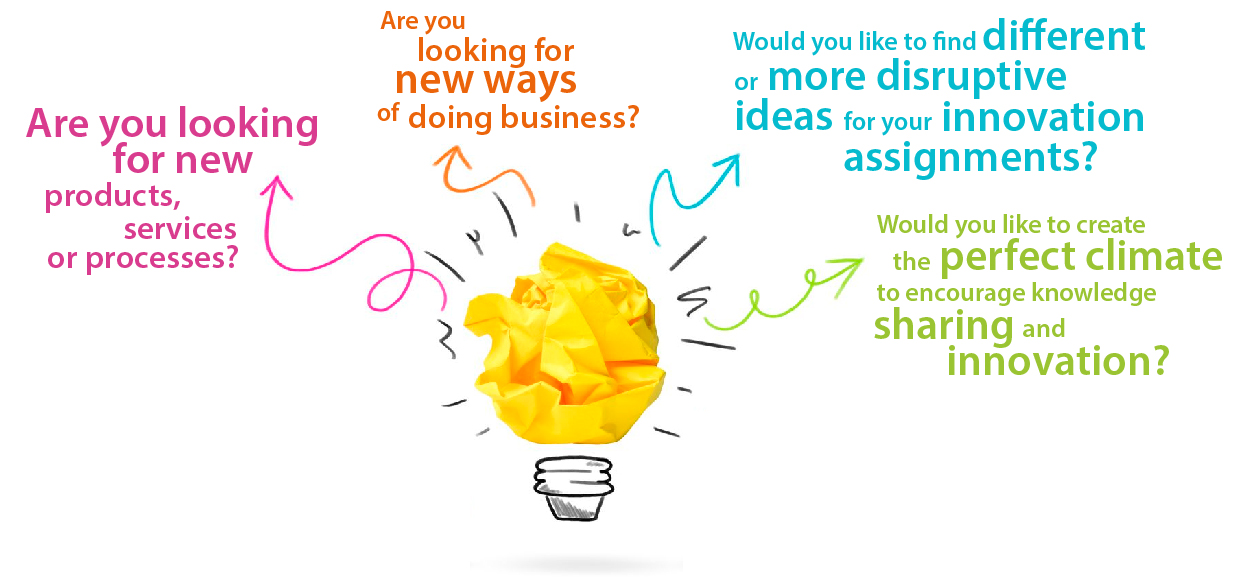 Are you looking
for new
products,
services
or processes?
Are you
looking for
new ways
of doing business?
Would you like to find different
or more disruptive
ideas for your innovation
assignments?
Would you like to create
the perfect climate
to encourage knowledge
sharing and
innovation?